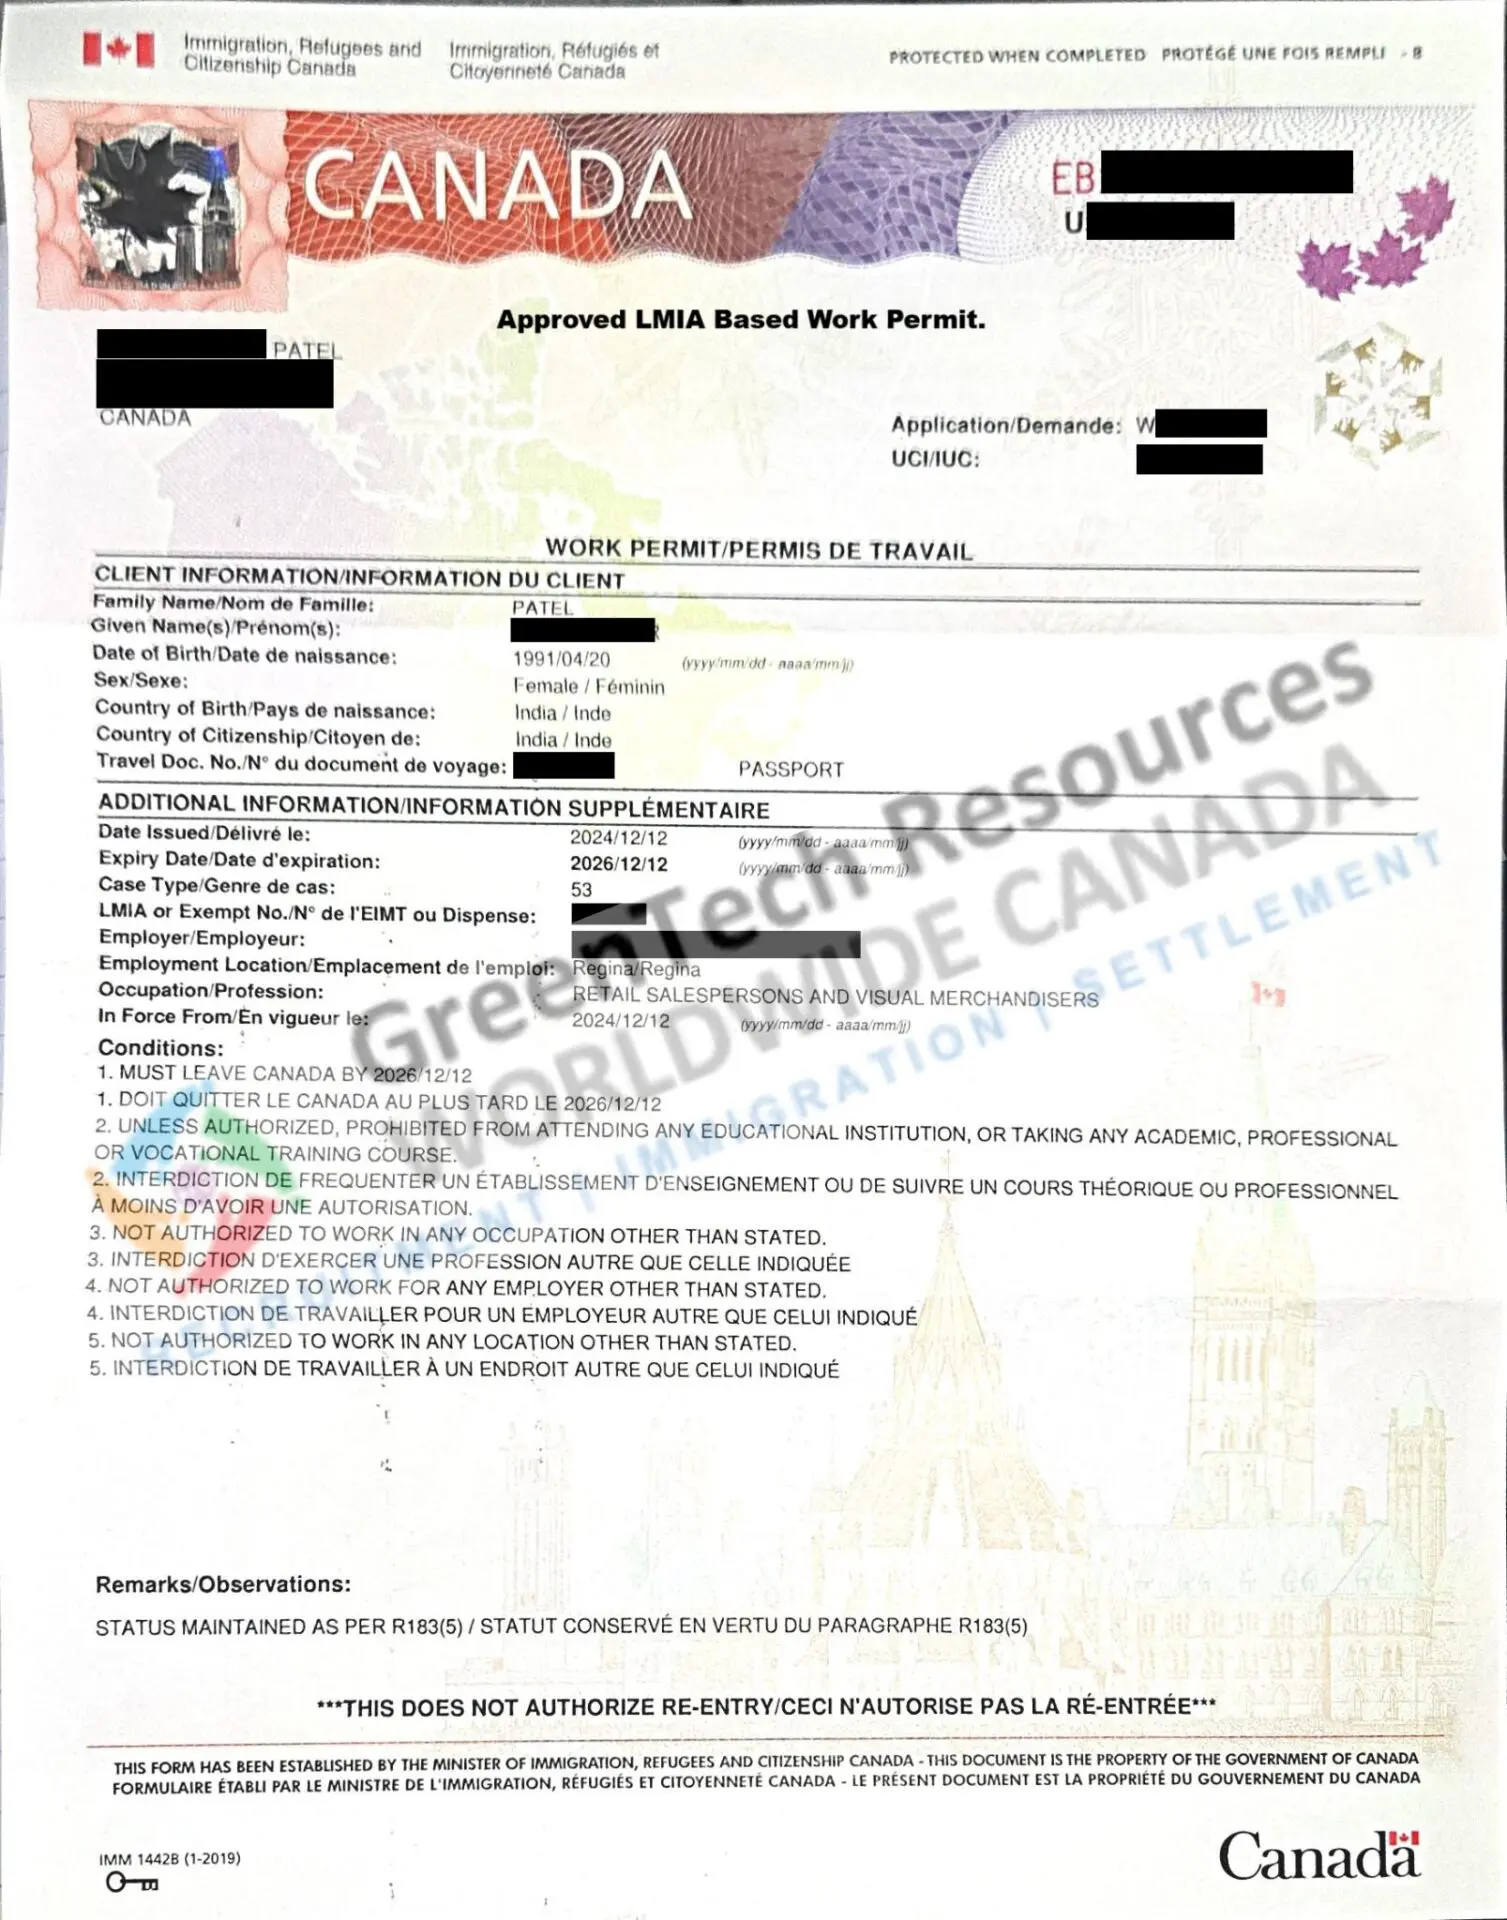 Immigration, Refugees and Immigration, Réfugiés et
Citizenship Canada Citoyenneté Canada
PROTECTED WHEN COMPLETED PROTÉGÉ UNE FOIS REMPLI - B
CANADA
EB
U
Approved LMIA Based Work Permit.
PATEL
CANADA
Application/Demande: W
UCI/IUC:
WORK PERMIT/PERMIS DE TRAVAIL
CLIENT INFORMATION/INFORMATION DU CLIENT
Family Name/Nom de Famille: PATEL
Given Name(s)/Prénom(s):
Date of Birth/Date de naissance: 1991/04/20 (yyyy/mm/dd - aaaa/mm/jj)
Sex/Sexe: Female / Féminin
Country of Birth/Pays de naissance: India / Inde
Country of Citizenship/Citoyen de: India / Inde
Travel Doc. No./N° du document de voyage: PASSPORT
ADDITIONAL INFORMATION/INFORMATION SUPPLÉMENTAIRE
Date Issued/Délivré le: 2024/12/12 (yyyy/mm/dd - aaaa/mm/jj)
Expiry Date/Date d'expiration: 2026/12/12 (yyyy/mm/dd - aaaa/mm/jj)
Case Type/Genre de cas: 53
LMIA or Exempt No./N° de l'EIMT ou Dispense:
Employer/Employeur:
Employment Location/Emplacement de l'emploi: Regina/Regina
Occupation/Profession: RETAIL SALESPERSONS AND VISUAL MERCHANDISERS
In Force From/En vigueur le: 2024/12/12 (yyyy/mm/dd - aaaa/mm/jj)
Conditions:
1. MUST LEAVE CANADA BY 2026/12/12
1. DOIT QUITTER LE CANADA AU PLUS TARD LE 2026/12/12
2. UNLESS AUTHORIZED, PROHIBITED FROM ATTENDING ANY EDUCATIONAL INSTITUTION, OR TAKING ANY ACADEMIC, PROFESSIONAL
OR VOCATIONAL TRAINING COURSE.
2. INTERDICTION DE FREQUENTER UN ÉTABLISSEMENT D'ENSEIGNEMENT OU DE SUIVRE UN COURS THÉORIQUE OU PROFESSIONNEL
À MOINS D'AVOIR UNE AUTORISATION.
3. NOT AUTHORIZED TO WORK IN ANY OCCUPATION OTHER THAN STATED.
3. INTERDICTION D'EXERCER UNE PROFESSION AUTRE QUE CELLE INDIQUÉE
4. NOT AUTHORIZED TO WORK FOR ANY EMPLOYER OTHER THAN STATED.
4. INTERDICTION DE TRAVAILLER POUR UN EMPLOYEUR AUTRE QUE CELUI INDIQUÉ
5. NOT AUTHORIZED TO WORK IN ANY LOCATION OTHER THAN STATED.
5. INTERDICTION DE TRAVAILLER À UN ENDROIT AUTRE QUE CELUI INDIQUÉ
GreenTech Resources
WORLDWIDE CANADA
RECRUITMENT | IMMIGRATION | SETTLEMENT
Remarks/Observations:
STATUS MAINTAINED AS PER R183(5) / STATUT CONSERVÉ EN VERTU DU PARAGRAPHE R183(5)
***THIS DOES NOT AUTHORIZE RE-ENTRY/CECI N'AUTORISE PAS LA RÉ-ENTRÉE***
THIS FORM HAS BEEN ESTABLISHED BY THE MINISTER OF IMMIGRATION, REFUGEES AND CITIZENSHIP CANADA - THIS DOCUMENT IS THE PROPERTY OF THE GOVERNMENT OF CANADA
FORMULAIRE ÉTABLI PAR LE MINISTRE DE L'IMMIGRATION, RÉFUGIÉS ET CITOYENNETÉ CANADA - LE PRÉSENT DOCUMENT EST LA PROPRIÉTÉ DU GOUVERNEMENT DU CANADA
IMM 1442B (1-2019)
Canada